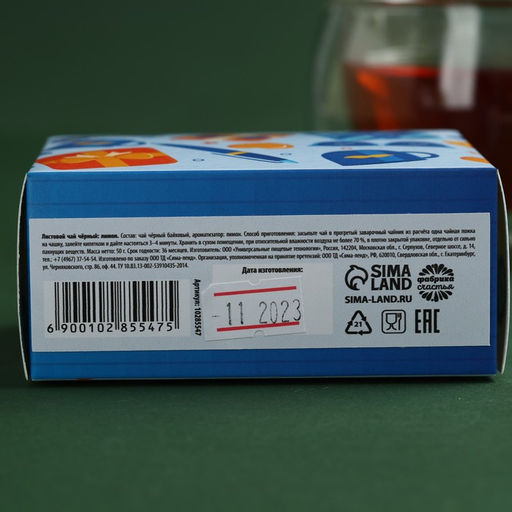 Листовой чай чёрный: лимон. Состав: чай чёрный байховый, ароматизатор: лимон. Способ приготовления: засыпьте чай в прогретый заварочный чайник из расчёта одна чайная ложка
на чашку, залейте кипятком и дайте настояться 3–4 минуты. Хранить в сухом помещении, при относительной влажности воздуха не более 70 %, в плотно закрытой упаковке, отдельно от сильно
пахнущих веществ. Масса нетто: 50 г. Срок годности: 36 месяцев. Изготовитель: ООО «Универсальные пищевые технологии», Россия, 142204, Московская обл., г. Серпухов, Северное шоссе, д. 14,
тел.: +7 (4967) 37-54-54. Изготовлено по заказу ООО ТД «Сима-ленд». Организация, уполномоченная на принятие претензий: ООО ТД «Сима-ленд», РФ, 620010, Свердловская обл., г. Екатеринбург,
ул. Черняховского, стр. 86, оф. 44. ТУ 10.83.13-002-53910435-2014.
Дата изготовления:
11 2023
Артикул: 10285547
6 900102 855475
SIMA
LAND
SIMA-LAND.RU
фабрика
счастья
21
EAC